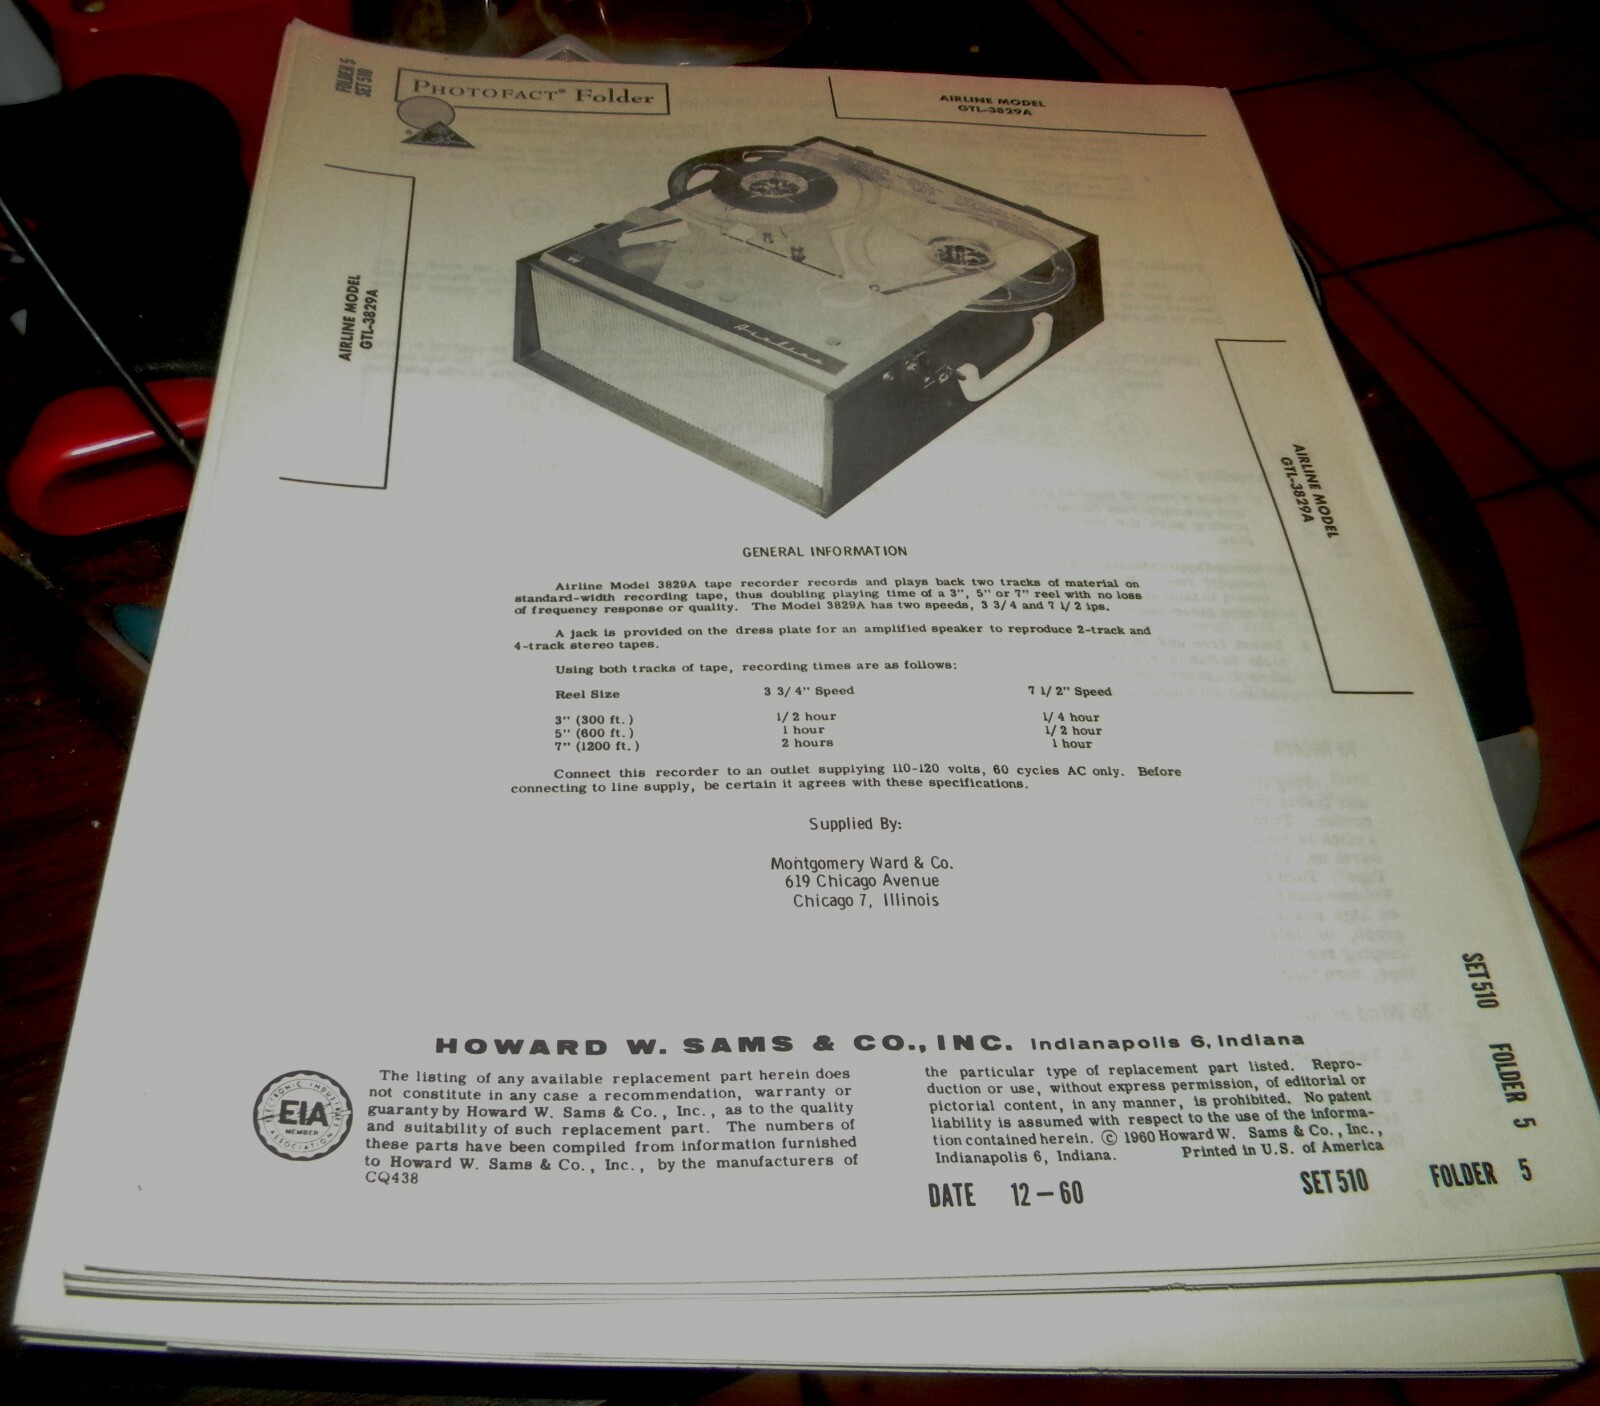 FOLDER 5
SET 510
PHOTOFACT® Folder
AIRLINE MODEL
GTL-3829A
AIRLINE MODEL
GTL-3829A
AIRLINE MODEL
GTL-3829A
Airline
GENERAL INFORMATION
Airline Model 3829A tape recorder records and plays back two tracks of material on
standard-width recording tape, thus doubling playing time of a 3", 5" or 7" reel with no loss
of frequency response or quality. The Model 3829A has two speeds, 3 3/4 and 7 1/2 ips.
A jack is provided on the dress plate for an amplified speaker to reproduce 2-track and
4-track stereo tapes.
Using both tracks of tape, recording times are as follows:
Reel Size 3 3/4" Speed 7 1/2" Speed
3" (300 ft.) 1/2 hour 1/4 hour
5" (600 ft.) 1 hour 1/2 hour
7" (1200 ft.) 2 hours 1 hour
Connect this recorder to an outlet supplying 110-120 volts, 60 cycles AC only. Before
connecting to line supply, be certain it agrees with these specifications.
Supplied By:
Montgomery Ward & Co.
619 Chicago Avenue
Chicago 7, Illinois
SET 510 FOLDER 5
HOWARD W. SAMS & CO., INC. Indianapolis 6, Indiana
ELECTRONIC INDUSTRIES
EIA
MEMBER
ASSOCIATION
The listing of any available replacement part herein does
not constitute in any case a recommendation, warranty or
guaranty by Howard W. Sams & Co., Inc., as to the quality
and suitability of such replacement part. The numbers of
these parts have been compiled from information furnished
to Howard W. Sams & Co., Inc., by the manufacturers of
CQ438
the particular type of replacement part listed. Repro-
duction or use, without express permission, of editorial or
pictorial content, in any manner, is prohibited. No patent
liability is assumed with respect to the use of the informa-
tion contained herein. © 1960 Howard W. Sams & Co., Inc.,
Indianapolis 6, Indiana. Printed in U.S. of America
DATE 12-60 SET 510 FOLDER 5